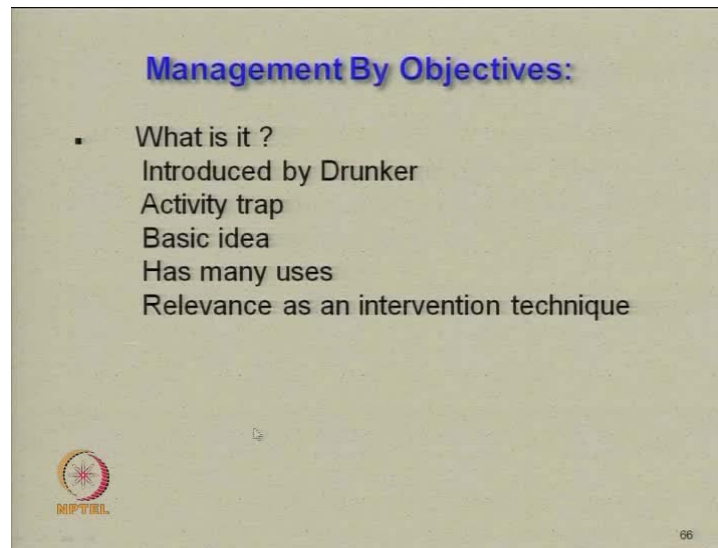 Management By Objectives:
▪ What is it ?
Introduced by Drunker
Activity trap
Basic idea
Has many uses
Relevance as an intervention technique
NPTEL
66